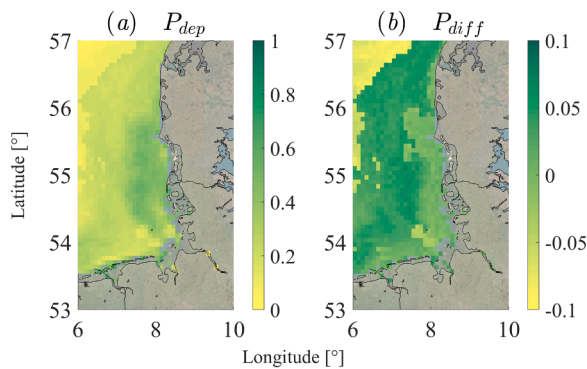 (a) P_dep (b) P_diff
57 1 57 0.1
56 0.8 56 0.05
55 0.6 55 0
0.4
54 0.2 54 -0.05
53 0 53 -0.1
6 8 10 6 8 10
Latitude [°]
Longitude [°]